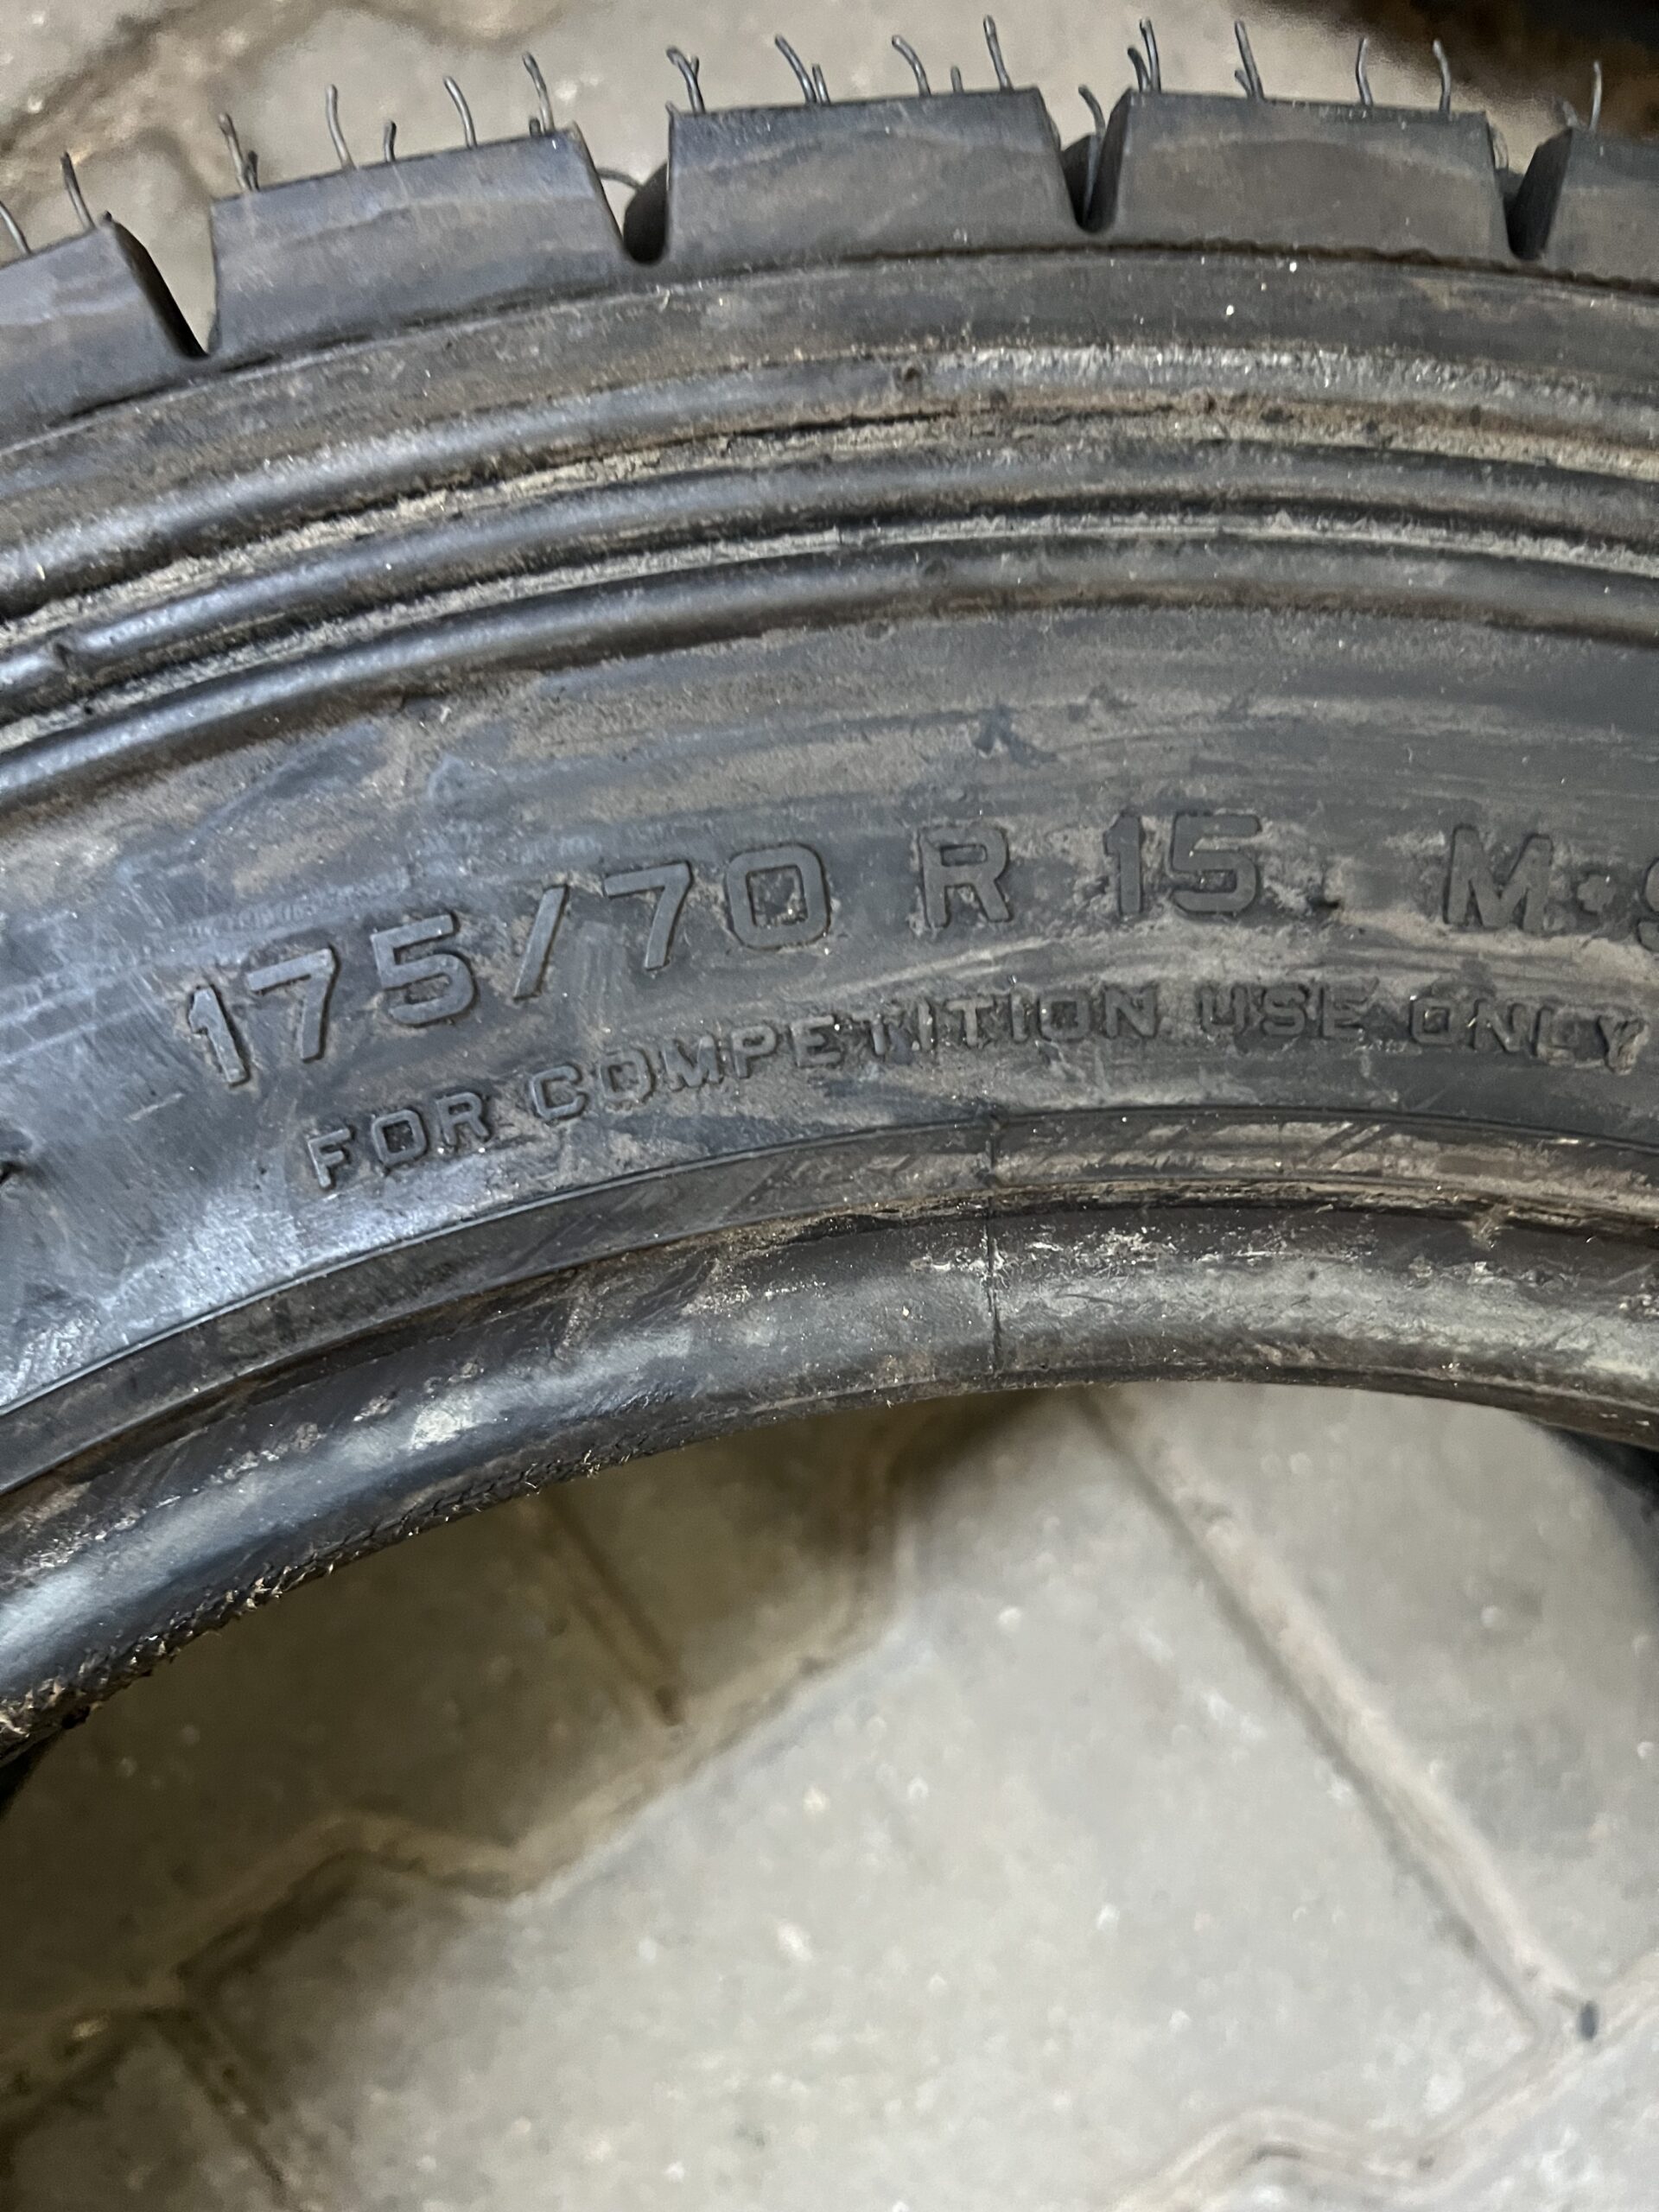 175/70 R 15 M+S
FOR COMPETITION USE ONLY